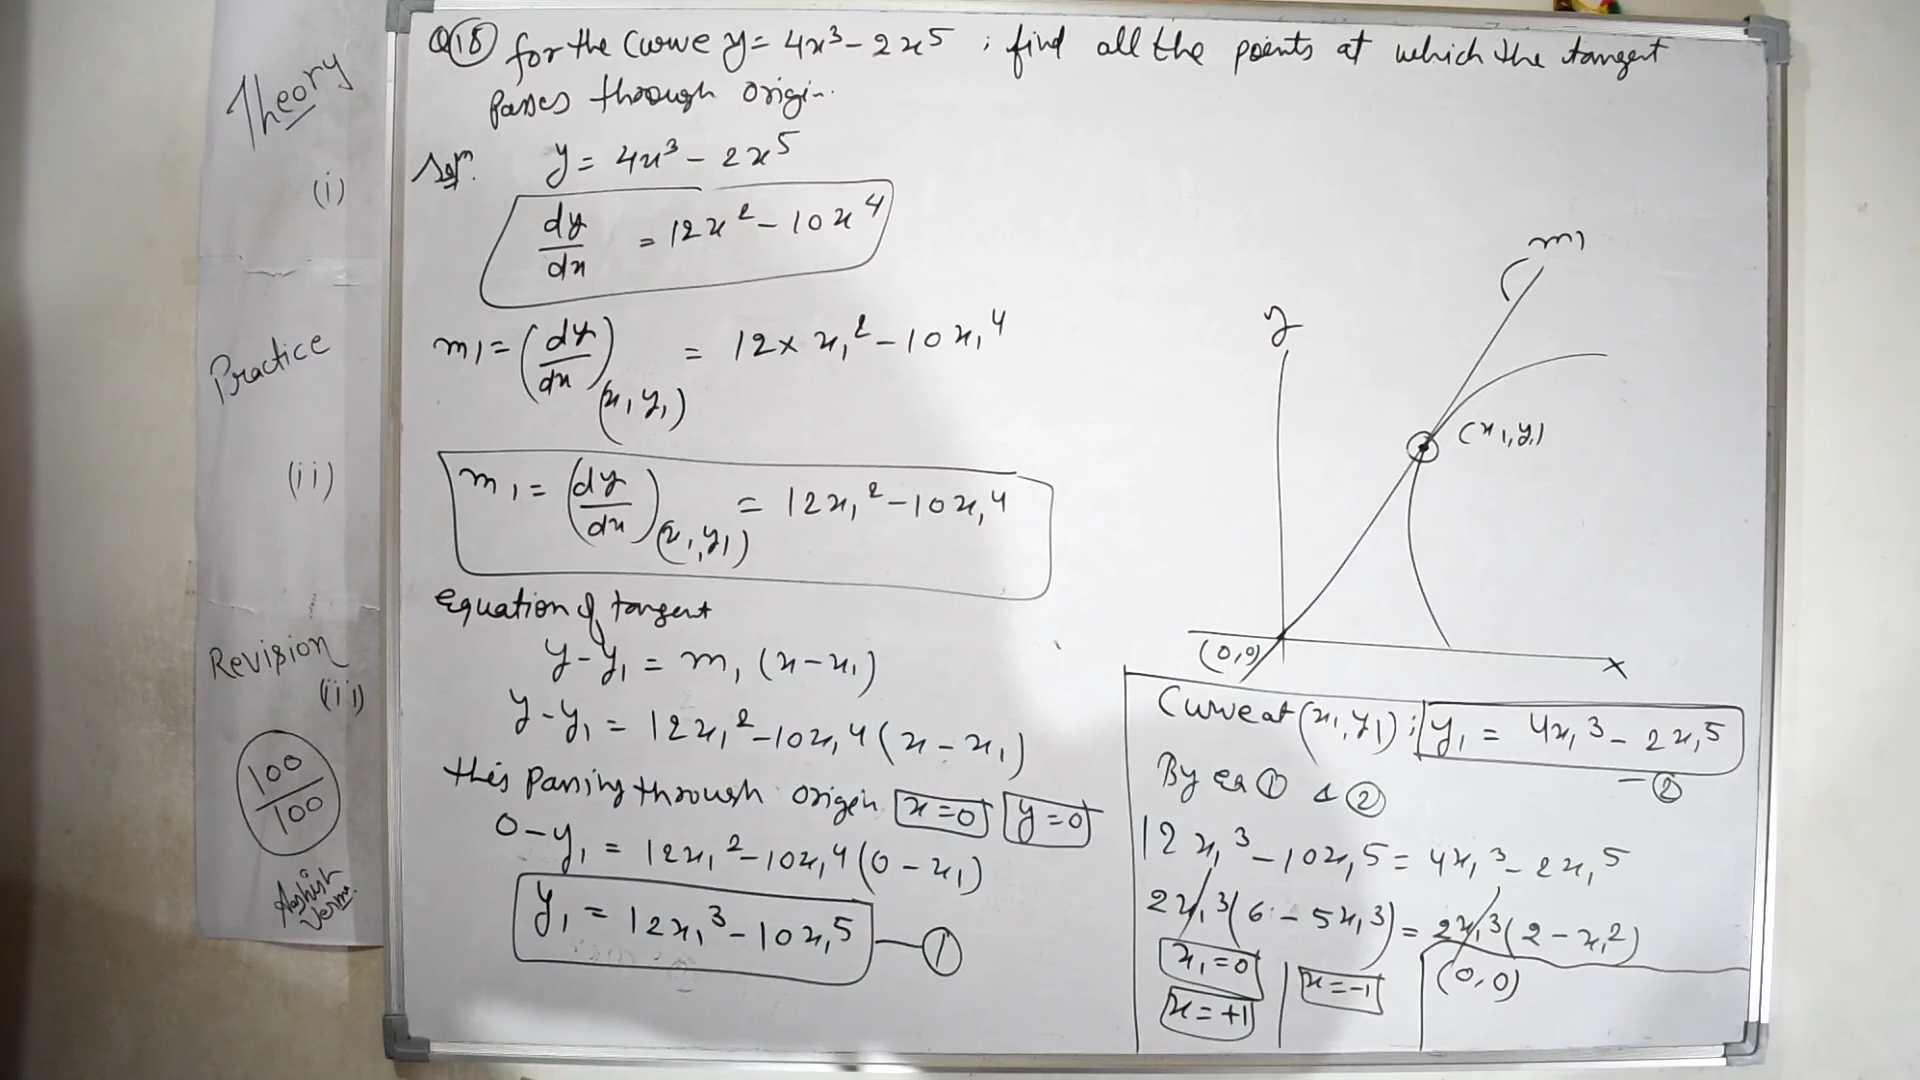 Theory
(i)
Practice
(ii)
Revision
(iii)
100/100
Ashish
Verma
Q(18) for the curve y = 4x³ - 2x⁵ ; find all the points at which the tangent
passes through origin.
Solⁿ. y = 4x³ - 2x⁵
dy/dx = 12x² - 10x⁴
m₁ = (dy/dx)(x₁,y₁) = 12 × x₁² - 10x₁⁴
m₁ = (dy/dx)(x₁,y₁) = 12x₁² - 10x₁⁴
Equation of tangent
y - y₁ = m₁ (x - x₁)
y - y₁ = 12x₁² - 10x₁⁴ (x - x₁)
this passing through origin x=0 y=0
0 - y₁ = 12x₁² - 10x₁⁴ (0 - x₁)
y₁ = 12x₁³ - 10x₁⁵ — ①
m₁
y
(x₁,y₁)
(0,0)
x
Curve at (x₁,y₁) ; y₁ = 4x₁³ - 2x₁⁵
— ②
By eq ① & ②
12x₁³ - 10x₁⁵ = 4x₁³ - 2x₁⁵
2x₁³(6 - 5x₁³) = 2x₁³(2 - x₁²)
x₁=0
x=+1
x=-1
(0,0)